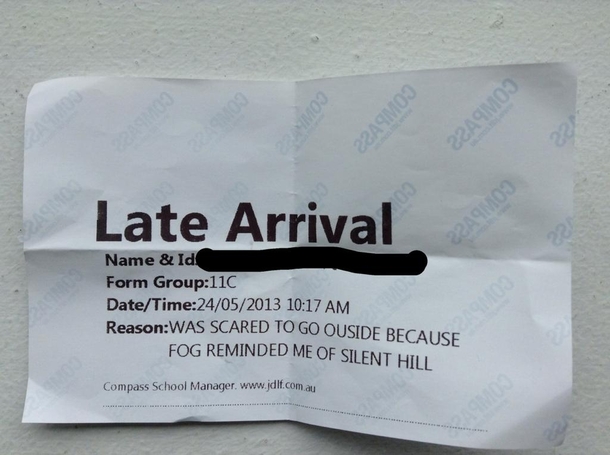 Late Arrival
Name & Id:
Form Group:11C
Date/Time:24/05/2013 10:17 AM
Reason:WAS SCARED TO GO OUSIDE BECAUSE
FOG REMINDED ME OF SILENT HILL
Compass School Manager. www.jdlf.com.au